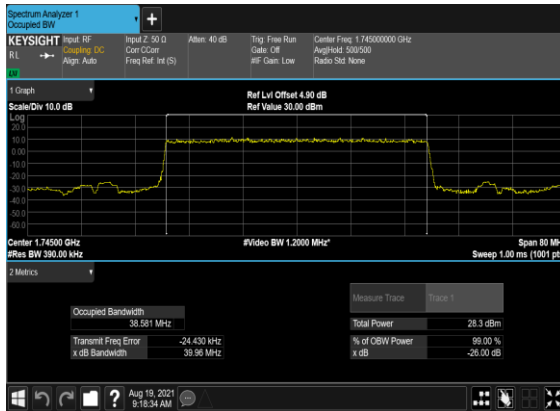 Spectrum Analyzer 1
Occupied BW
KEYSIGHT
RL
Input: RF
Coupling: DC
Align: Auto
Input Z: 50 Ω
Corr CCorr
Freq Ref: Int (S)
Atten: 40 dB
Trig: Free Run
Gate: Off
#IF Gain: Low
Center Freq: 1.745000000 GHz
Avg|Hold: 500/500
Radio Std: None
1 Graph
Scale/Div 10.0 dB
Ref Lvl Offset 4.90 dB
Ref Value 30.00 dBm
Log
20.0
10.0
0.00
-10.0
-20.0
-30.0
-40.0
-50.0
-60.0
Center 1.74500 GHz
#Res BW 390.00 kHz
#Video BW 1.2000 MHz*
Span 80 MH
Sweep 1.00 ms (1001 pt
2 Metrics
Measure Trace
Trace 1
Occupied Bandwidth
38.581 MHz
Total Power
28.3 dBm
Transmit Freq Error
-24.430 kHz
% of OBW Power
99.00 %
x dB Bandwidth
39.96 MHz
x dB
-26.00 dB
Aug 19, 2021
9:18:34 AM